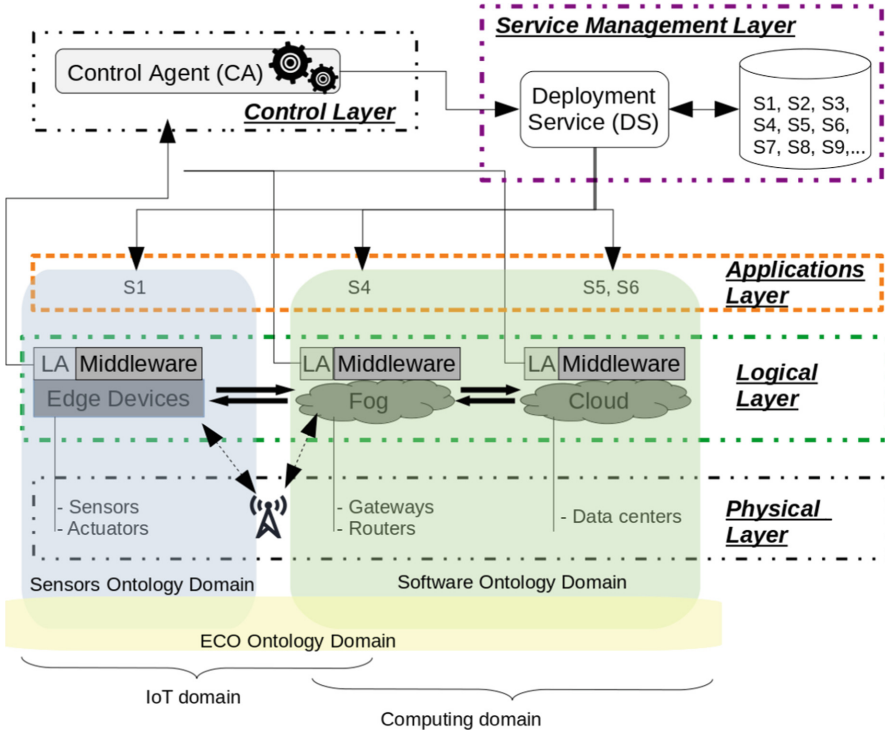 Service Management Layer
Control Agent (CA)
Control Layer
Deployment
Service (DS)
S1, S2, S3,
S4, S5, S6,
S7, S8, S9,...
Applications
Layer
S1
S4
S5, S6
LA Middleware
LA Middleware
LA Middleware
Logical
Layer
Edge Devices
Fog
Cloud
- Sensors
- Actuators
- Gateways
- Routers
- Data centers
Physical
Layer
Sensors Ontology Domain
Software Ontology Domain
ECO Ontology Domain
IoT domain
Computing domain